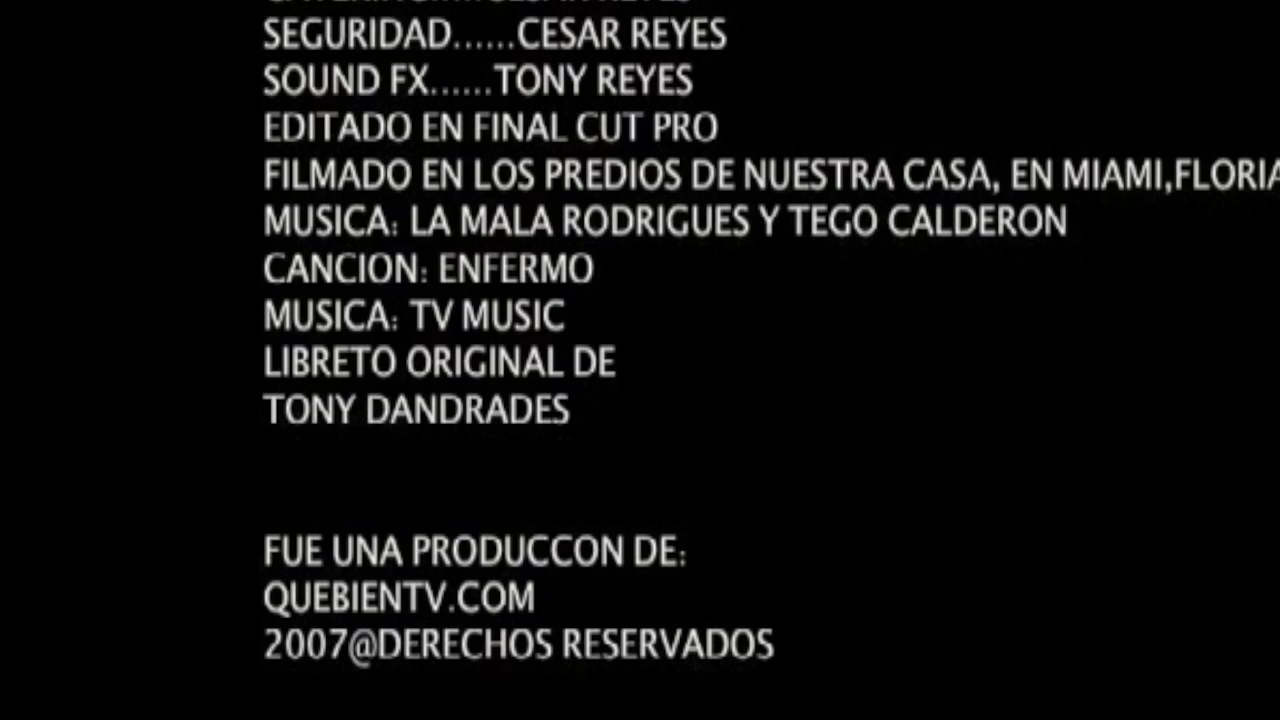 SEGURIDAD......CESAR REYES
SOUND FX......TONY REYES
EDITADO EN FINAL CUT PRO
FILMADO EN LOS PREDIOS DE NUESTRA CASA, EN MIAMI,FLORIA
MUSICA: LA MALA RODRIGUES Y TEGO CALDERON
CANCION: ENFERMO
MUSICA: TV MUSIC
LIBRETO ORIGINAL DE
TONY DANDRADES
FUE UNA PRODUCCON DE:
QUEBIENTV.COM
2007@DERECHOS RESERVADOS